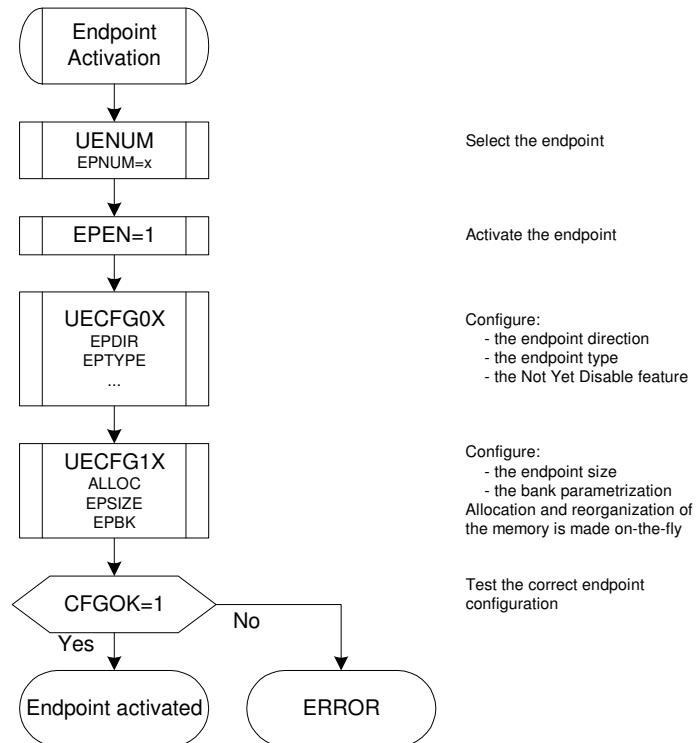 Endpoint
Activation
UENUM
EPNUM=x
Select the endpoint
EPEN=1
Activate the endpoint
UECFG0X
EPDIR
EPTYPE
...
Configure:
- the endpoint direction
- the endpoint type
- the Not Yet Disable feature
UECFG1X
ALLOC
EPSIZE
EPBK
Configure:
- the endpoint size
- the bank parametrization
Allocation and reorganization of
the memory is made on-the-fly
CFGOK=1
Test the correct endpoint
configuration
No
Yes
Endpoint activated
ERROR